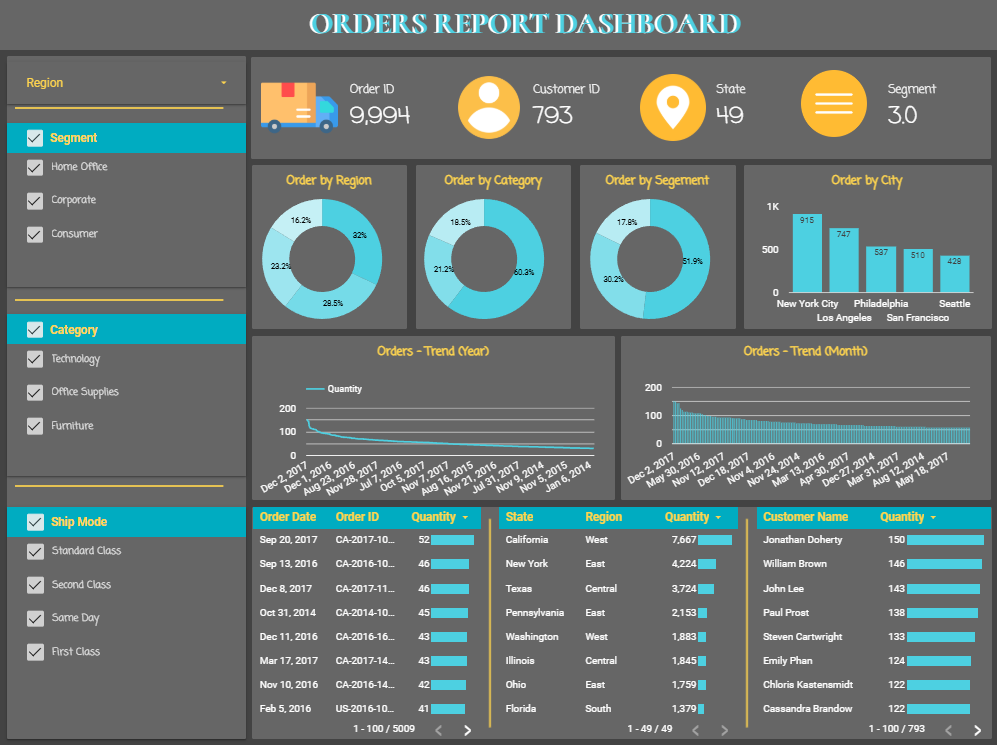 ORDERS REPORT DASHBOARD
Region
Segment
Home Office
Corporate
Consumer
Category
Technology
Office Supplies
Furniture
Ship Mode
Standard Class
Second Class
Same Day
First Class
Order ID
9,994
Customer ID
793
State
49
Segment
3.0
Order by Region
16.2%
32%
23.2%
28.5%
Order by Category
18.5%
21.2%
60.3%
Order by Segement
17.8%
51.9%
30.2%
Order by City
1K
500
0
915
747
537
510
428
New York City Philadelphia Seattle
Los Angeles San Francisco
Orders - Trend (Year)
Quantity
200
100
0
Dec 2, 2017
Dec 1, 2016
Aug 23, 2016
Nov 28, 2017
Jul 7, 2016
Oct 5, 2017
Nov 7, 2017
Aug 16, 2015
Nov 21, 2016
Jul 31, 2017
Nov 9, 2014
Nov 5, 2015
Jan 6, 2014
Orders - Trend (Month)
200
100
0
Dec 2, 2017
May 30, 2016
Nov 12, 2017
Dec 18, 2017
Nov 4, 2016
Nov 24, 2014
Mar 13, 2016
Apr 30, 2017
Dec 27, 2014
Mar 31, 2017
Aug 12, 2014
May 18, 2017
Order Date Order ID Quantity
Sep 20, 2017 CA-2017-10... 52
Sep 13, 2016 CA-2016-10... 46
Dec 8, 2017 CA-2017-11... 46
Oct 31, 2014 CA-2014-10... 45
Dec 11, 2016 CA-2016-16... 43
Mar 17, 2017 CA-2017-14... 43
Nov 10, 2016 CA-2016-14... 42
Feb 5, 2016 US-2016-10... 41
1 - 100 / 5009
State Region Quantity
California West 7,667
New York East 4,224
Texas Central 3,724
Pennsylvania East 2,153
Washington West 1,883
Illinois Central 1,845
Ohio East 1,759
Florida South 1,379
1 - 49 / 49
Customer Name Quantity
Jonathan Doherty 150
William Brown 146
John Lee 143
Paul Prost 138
Steven Cartwright 133
Emily Phan 124
Chloris Kastensmidt 122
Cassandra Brandow 122
1 - 100 / 793